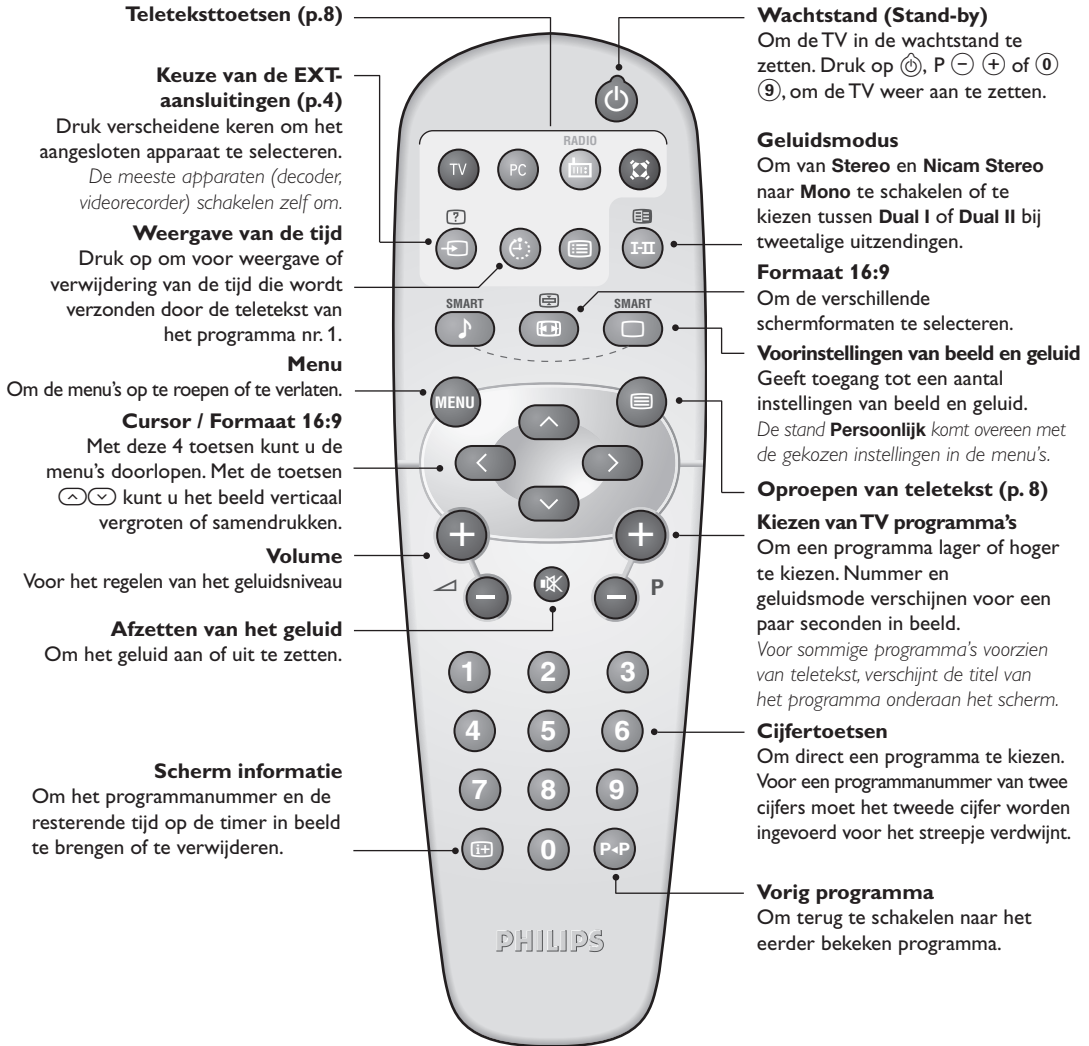 Teleteksttoetsen (p.8)
Keuze van de EXT-
aansluitingen (p.4)
Druk verscheidene keren om het
aangesloten apparaat te selecteren.
De meeste apparaten (decoder,
videorecorder) schakelen zelf om.
Weergave van de tijd
Druk op om voor weergave of
verwijdering van de tijd die wordt
verzonden door de teletekst van
het programma nr. 1.
Menu
Om de menu's op te roepen of te verlaten.
Cursor / Formaat 16:9
Met deze 4 toetsen kunt u de
menu's doorlopen. Met de toetsen
kunt u het beeld verticaal
vergroten of samendrukken.
Volume
Voor het regelen van het geluidsniveau
Afzetten van het geluid
Om het geluid aan of uit te zetten.
Scherm informatie
Om het programmanummer en de
resterende tijd op de timer in beeld
te brengen of te verwijderen.
RADIO
TV PC
?
I-II
SMART SMART
MENU
+ +
- - P
1 2 3
4 5 6
7 8 9
i+ 0 P◂P
PHILIPS
Wachtstand (Stand-by)
Om de TV in de wachtstand te
zetten. Druk op ⏻, P - + of 0
9, om de TV weer aan te zetten.
Geluidsmodus
Om van Stereo en Nicam Stereo
naar Mono te schakelen of te
kiezen tussen Dual I of Dual II bij
tweetalige uitzendingen.
Formaat 16:9
Om de verschillende
schermformaten te selecteren.
Voorinstellingen van beeld en geluid
Geeft toegang tot een aantal
instellingen van beeld en geluid.
De stand Persoonlijk komt overeen met
de gekozen instellingen in de menu's.
Oproepen van teletekst (p. 8)
Kiezen van TV programma's
Om een programma lager of hoger
te kiezen. Nummer en
geluidsmode verschijnen voor een
paar seconden in beeld.
Voor sommige programma's voorzien
van teletekst, verschijnt de titel van
het programma onderaan het scherm.
Cijfertoetsen
Om direct een programma te kiezen.
Voor een programmanummer van twee
cijfers moet het tweede cijfer worden
ingevoerd voor het streepje verdwijnt.
Vorig programma
Om terug te schakelen naar het
eerder bekeken programma.